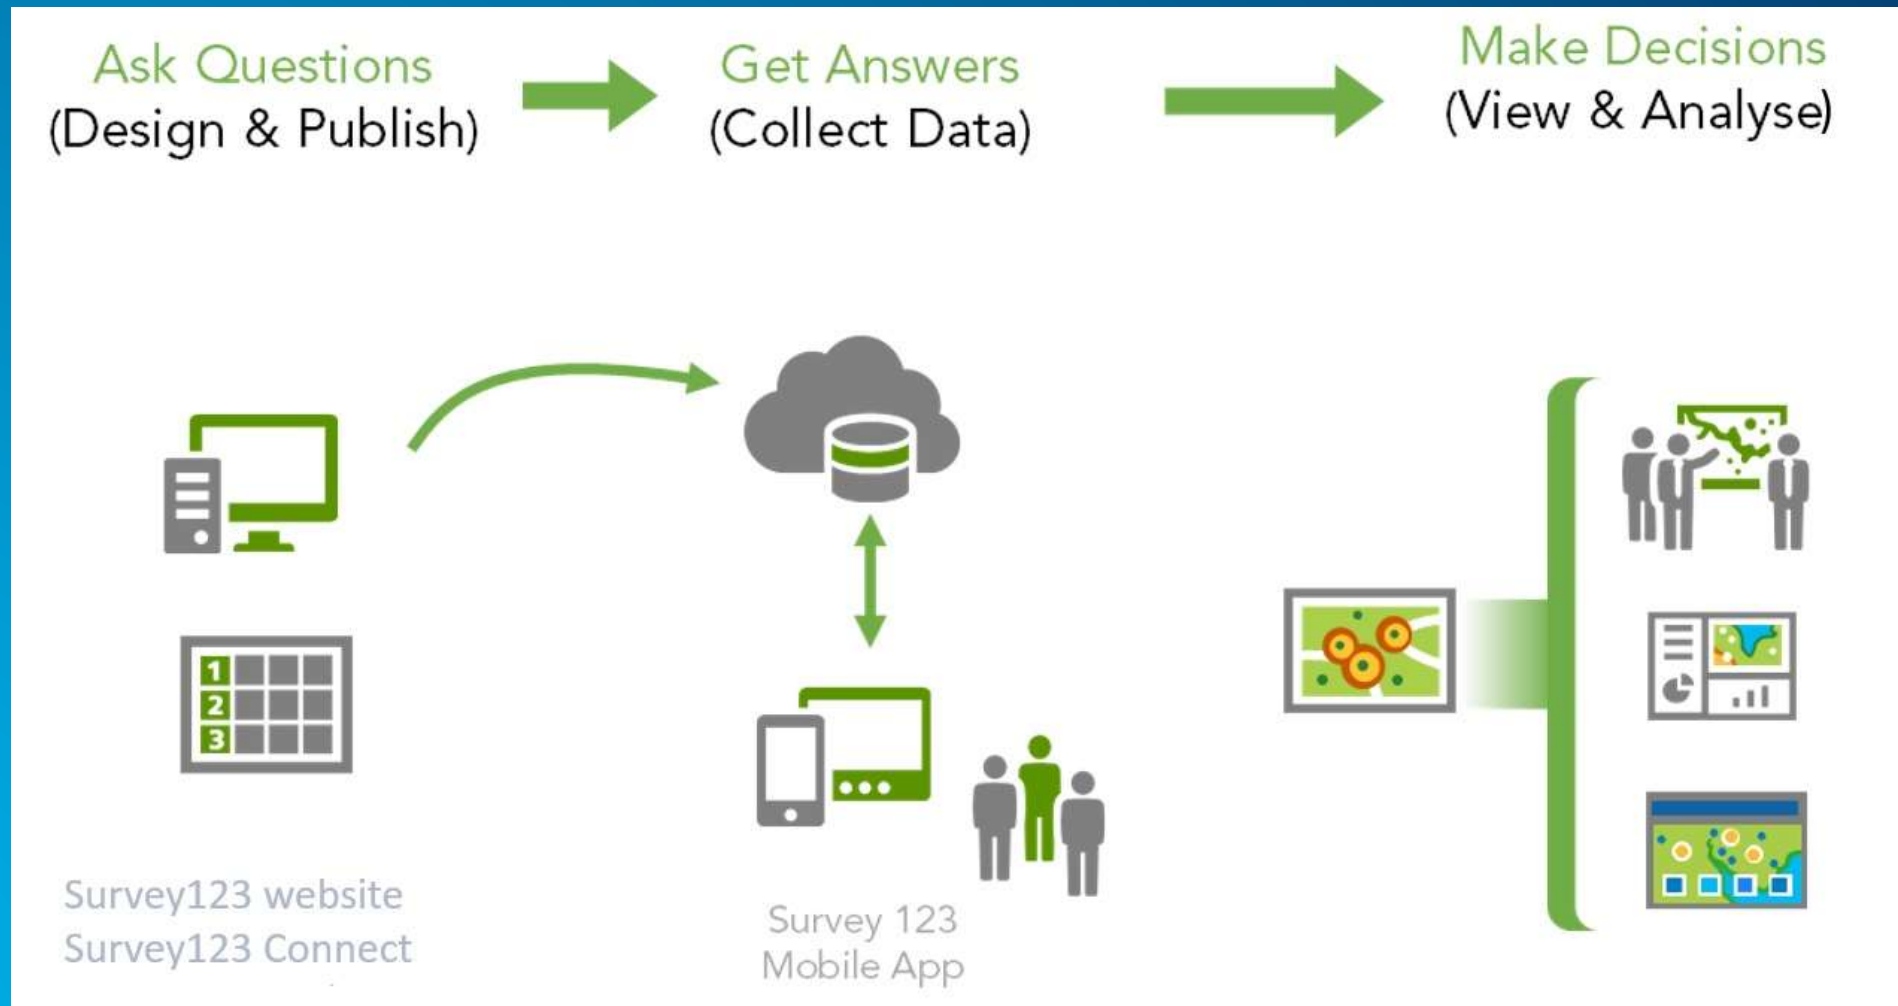 Ask Questions
(Design & Publish)
Get Answers
(Collect Data)
Make Decisions
(View & Analyse)
1
2
3
Survey123 website
Survey123 Connect
Survey 123
Mobile App